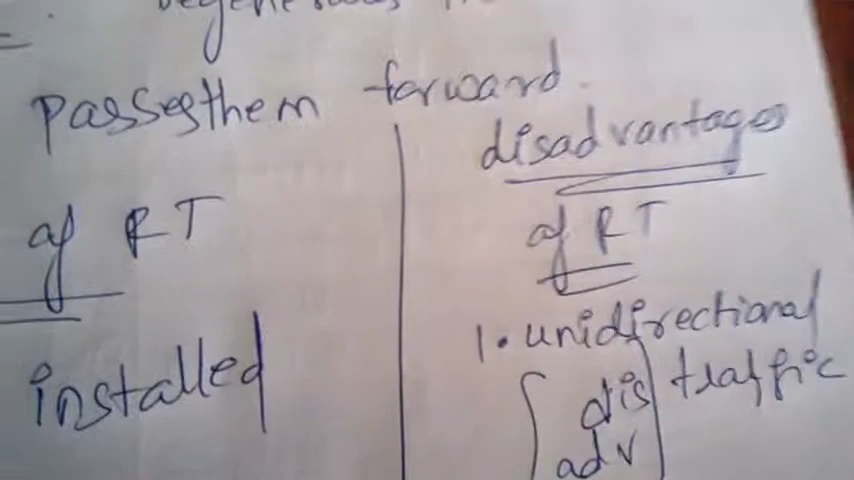 passes them forward.
of RT
installed
disadvantages
of RT
1. unidirectional
traffic
dis
adv